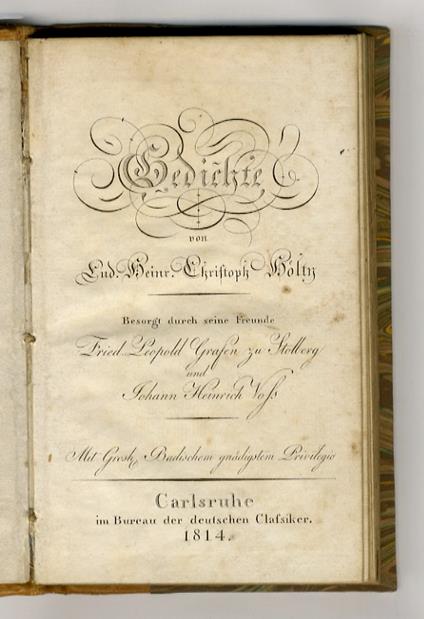 Gedichte
von
Lud. Heinr. Christoph Hölty
Besorgt durch seine Freunde
Fried. Leopold Grafen zu Stolberg
und
Johann Heinrich Voſs
Mit Grosh. Badischem gnädigstem Privilegio
Carlsruhe
im Bureau der deutschen Claſsiker.
1814.